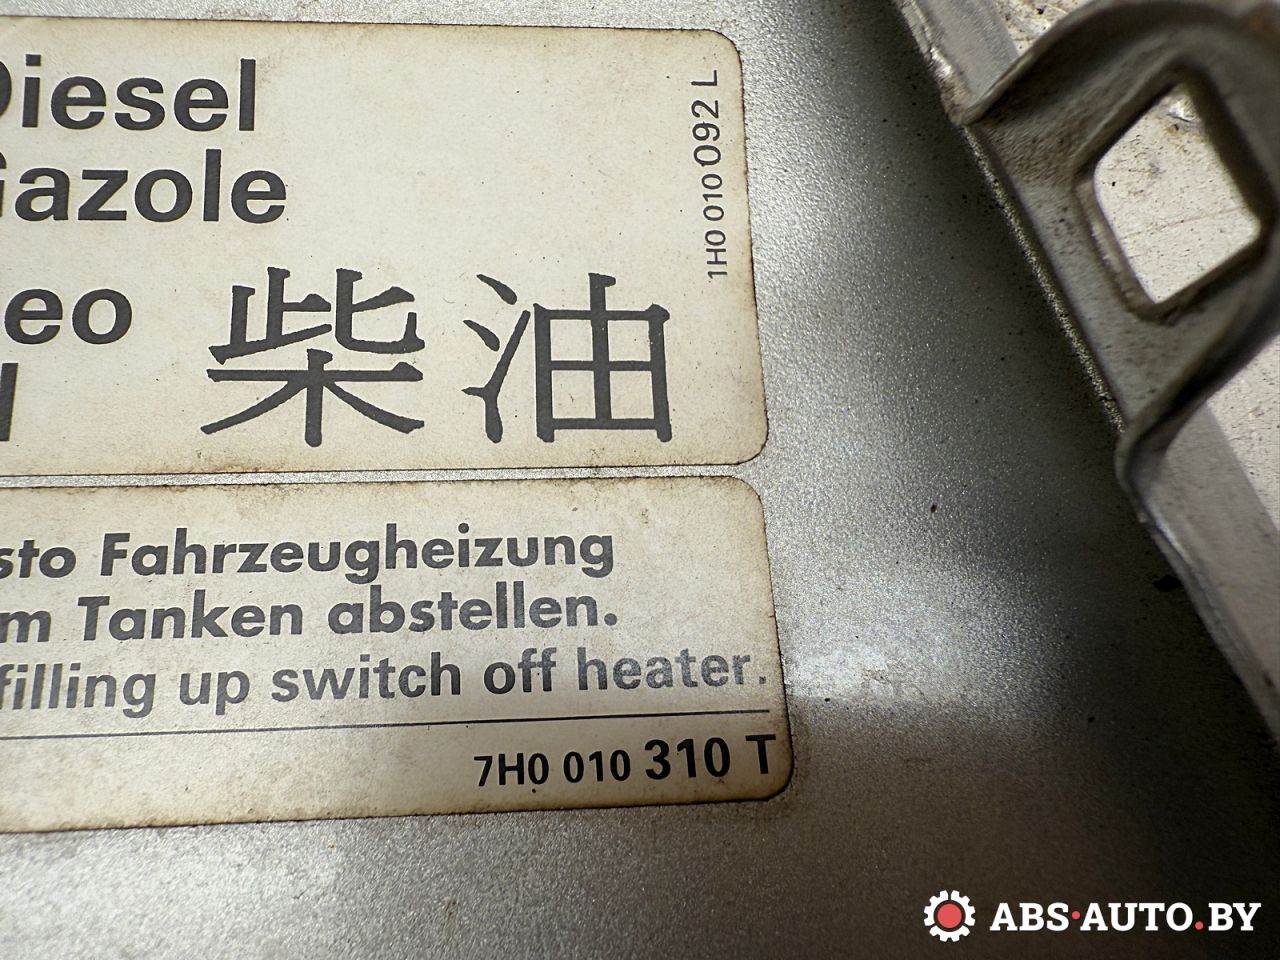 Diesel
Gazole
eo
柴油
1H0 010 092 L
sto Fahrzeugheizung
m Tanken abstellen.
filling up switch off heater.
7H0 010 310 T
ABS·AUTO.BY